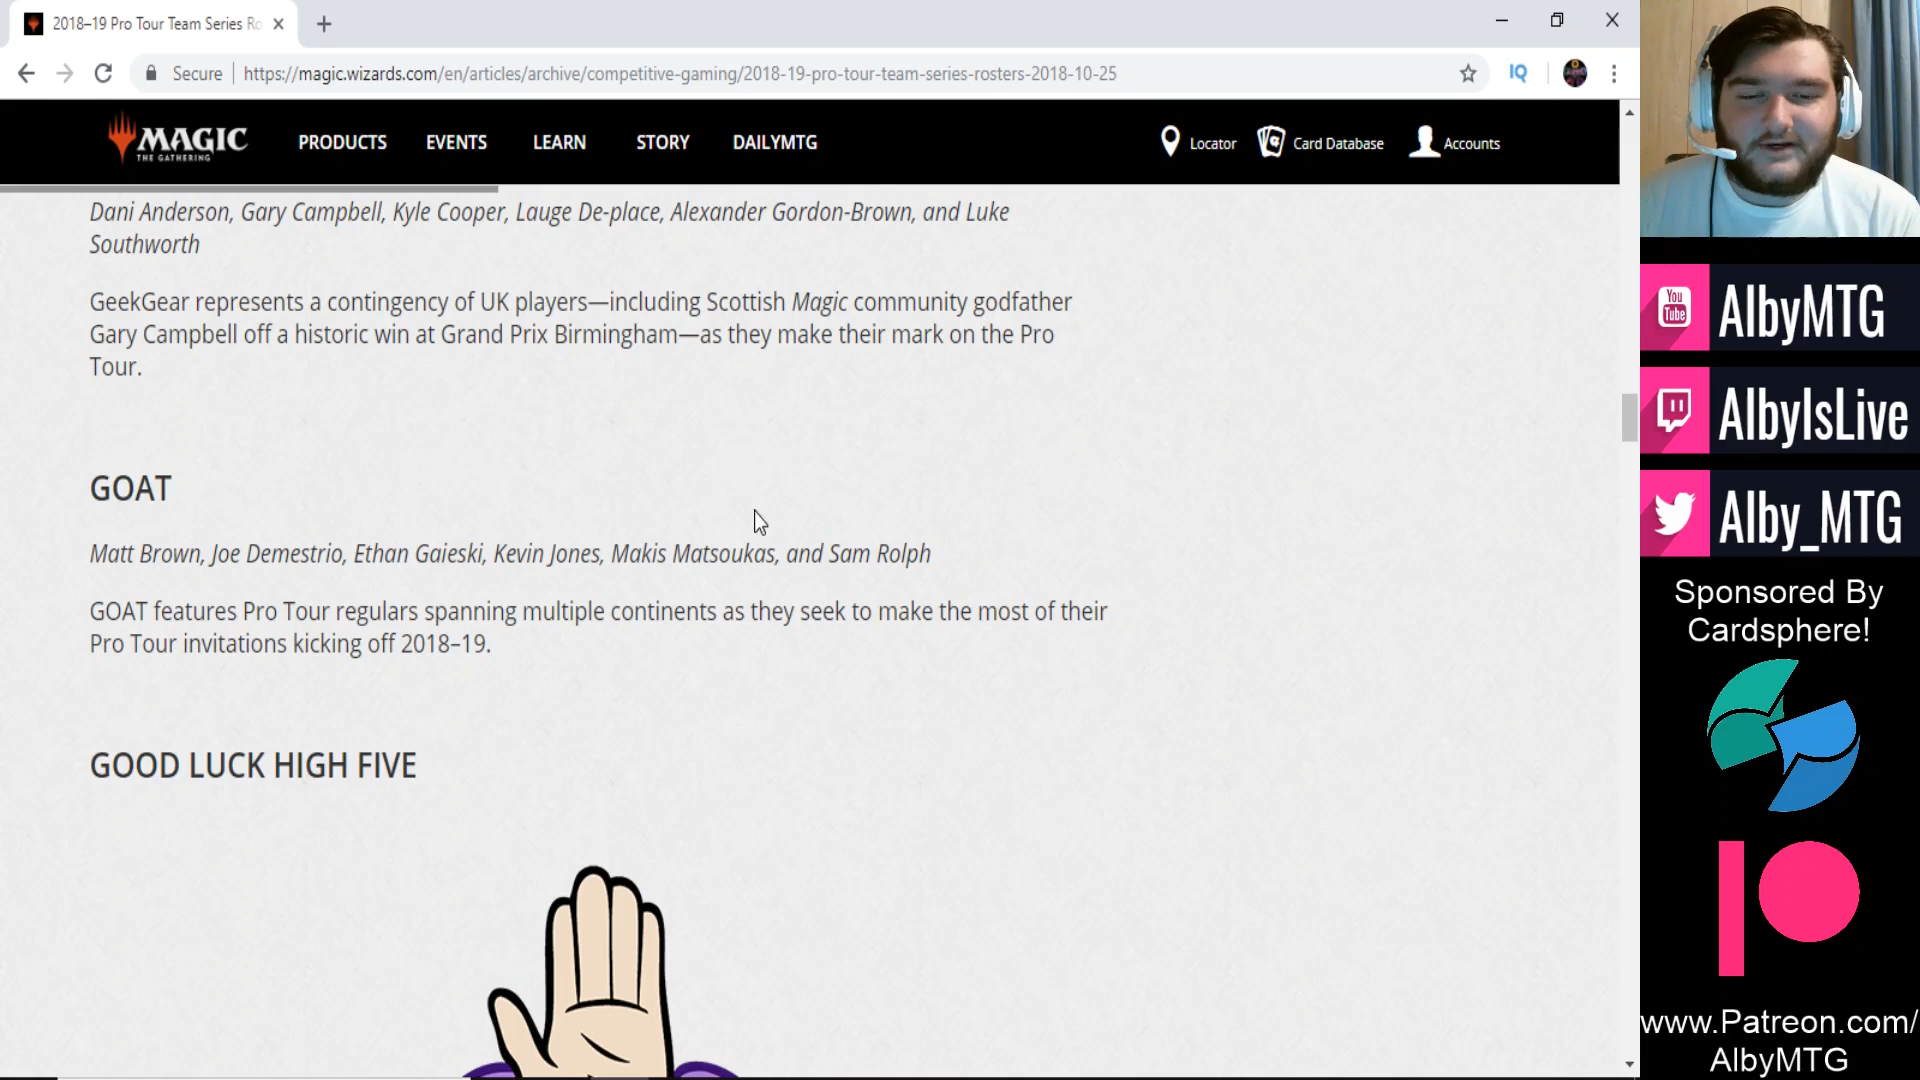 2018–19 Pro Tour Team Series Ro
Secure
https://magic.wizards.com/en/articles/archive/competitive-gaming/2018-19-pro-tour-team-series-rosters-2018-10-25
IQ
MAGIC
THE GATHERING
PRODUCTS
EVENTS
LEARN
STORY
DAILYMTG
Locator
Card Database
Accounts
Dani Anderson, Gary Campbell, Kyle Cooper, Lauge De-place, Alexander Gordon-Brown, and Luke
Southworth
GeekGear represents a contingency of UK players—including Scottish Magic community godfather
Gary Campbell off a historic win at Grand Prix Birmingham—as they make their mark on the Pro
Tour.
GOAT
Matt Brown, Joe Demestrio, Ethan Gaieski, Kevin Jones, Makis Matsoukas, and Sam Rolph
GOAT features Pro Tour regulars spanning multiple continents as they seek to make the most of their
Pro Tour invitations kicking off 2018–19.
GOOD LUCK HIGH FIVE
You
Tube
AlbyMTG
AlbyIsLive
Alby_MTG
Sponsored By
Cardsphere!
www.Patreon.com/
AlbyMTG